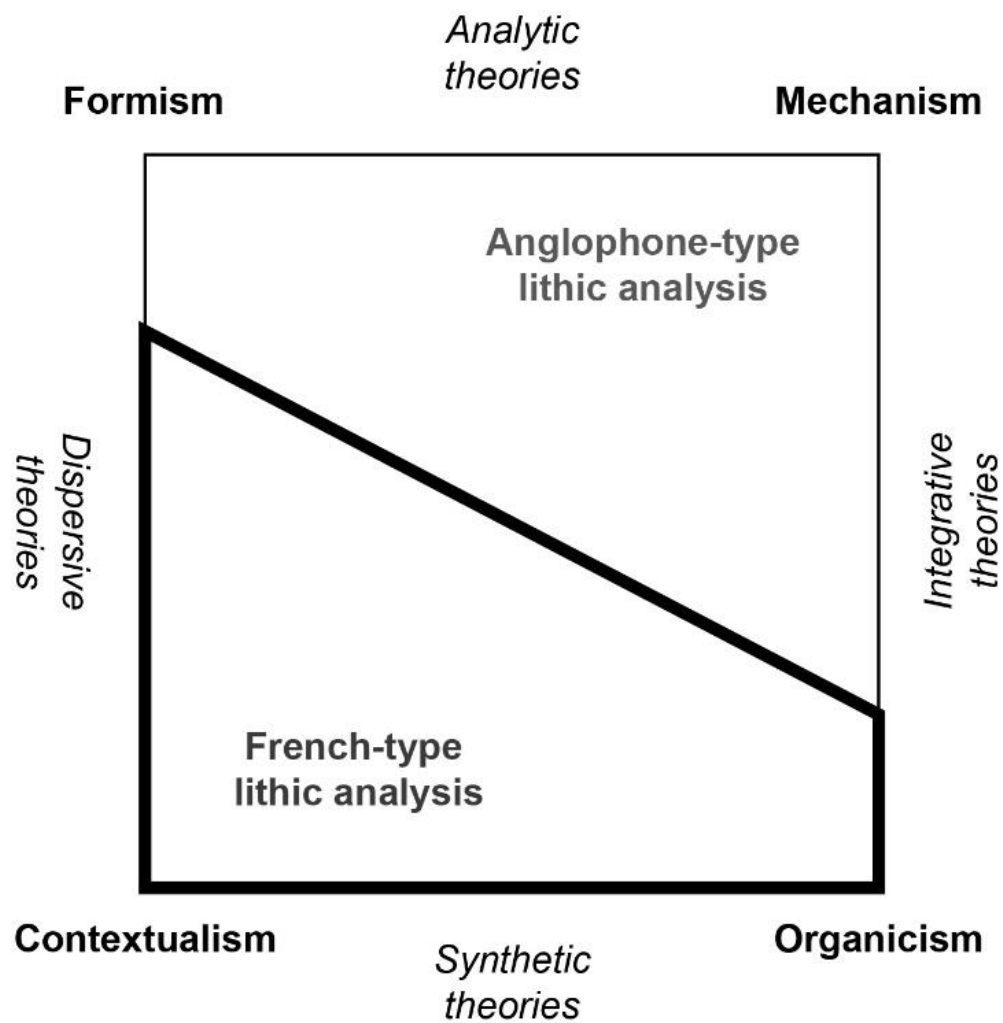 Analytic
theories
Formism
Mechanism
Anglophone-type
lithic analysis
Dispersive
theories
Integrative
theories
French-type
lithic analysis
Contextualism
Organicism
Synthetic
theories